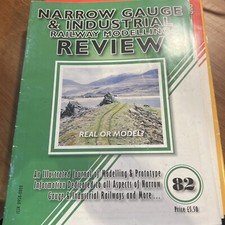 NARROW GAUGE
& INDUSTRIAL
RAILWAY MODELLING
REVIEW
REAL OR MODEL?
An Illustrated Journal of Modelling & Prototype
Information Dedicated to all Aspects of Narrow
Gauge & Industrial Railways and More...
82
Price £5.50